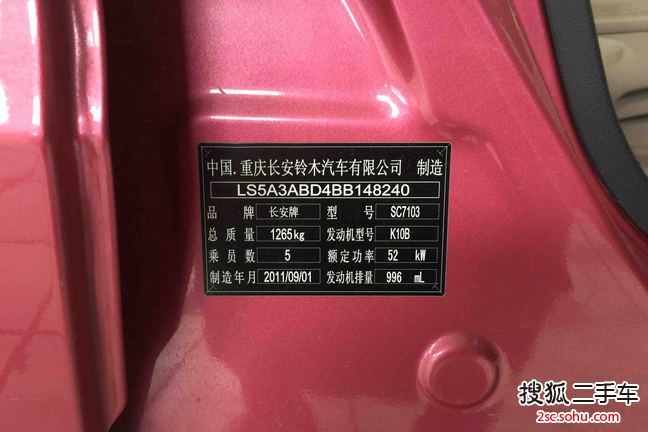 中国.重庆长安铃木汽车有限公司 制造
LS5A3ABD4BB148240
品牌 长安牌 型号 SC7103
总质量 1265kg 发动机型号 K10B
乘员数 5 额定功率 52 kW
制造年月 2011/09/01 发动机排量 996 mL
搜狐二手车
2sc.sohu.com